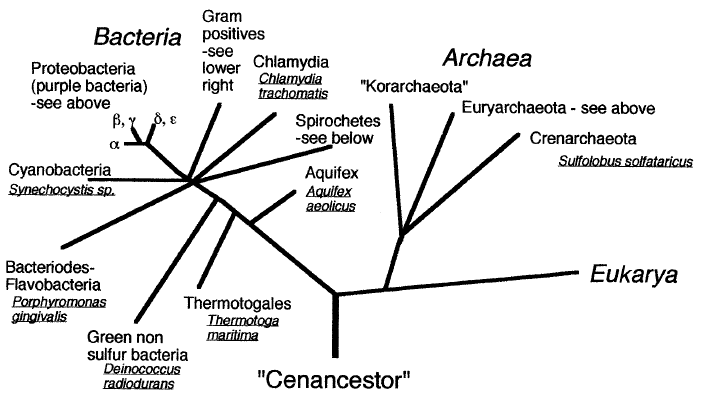 Bacteria
Gram
positives
-see
lower
right
Proteobacteria
(purple bacteria)
-see above
β, γ
δ, ε
α
Chlamydia
Chlamydia
trachomatis
Spirochetes
-see below
Cyanobacteria
Synechocystis sp.
Aquifex
Aquifex
aeolicus
Bacteriodes-
Flavobacteria
Porphyromonas
gingivalis
Green non
sulfur bacteria
Deinococcus
radiodurans
Thermotogales
Thermotoga
maritima
Archaea
"Korarchaeota"
Euryarchaeota - see above
Crenarchaeota
Sulfolobus solfataricus
Eukarya
"Cenancestor"